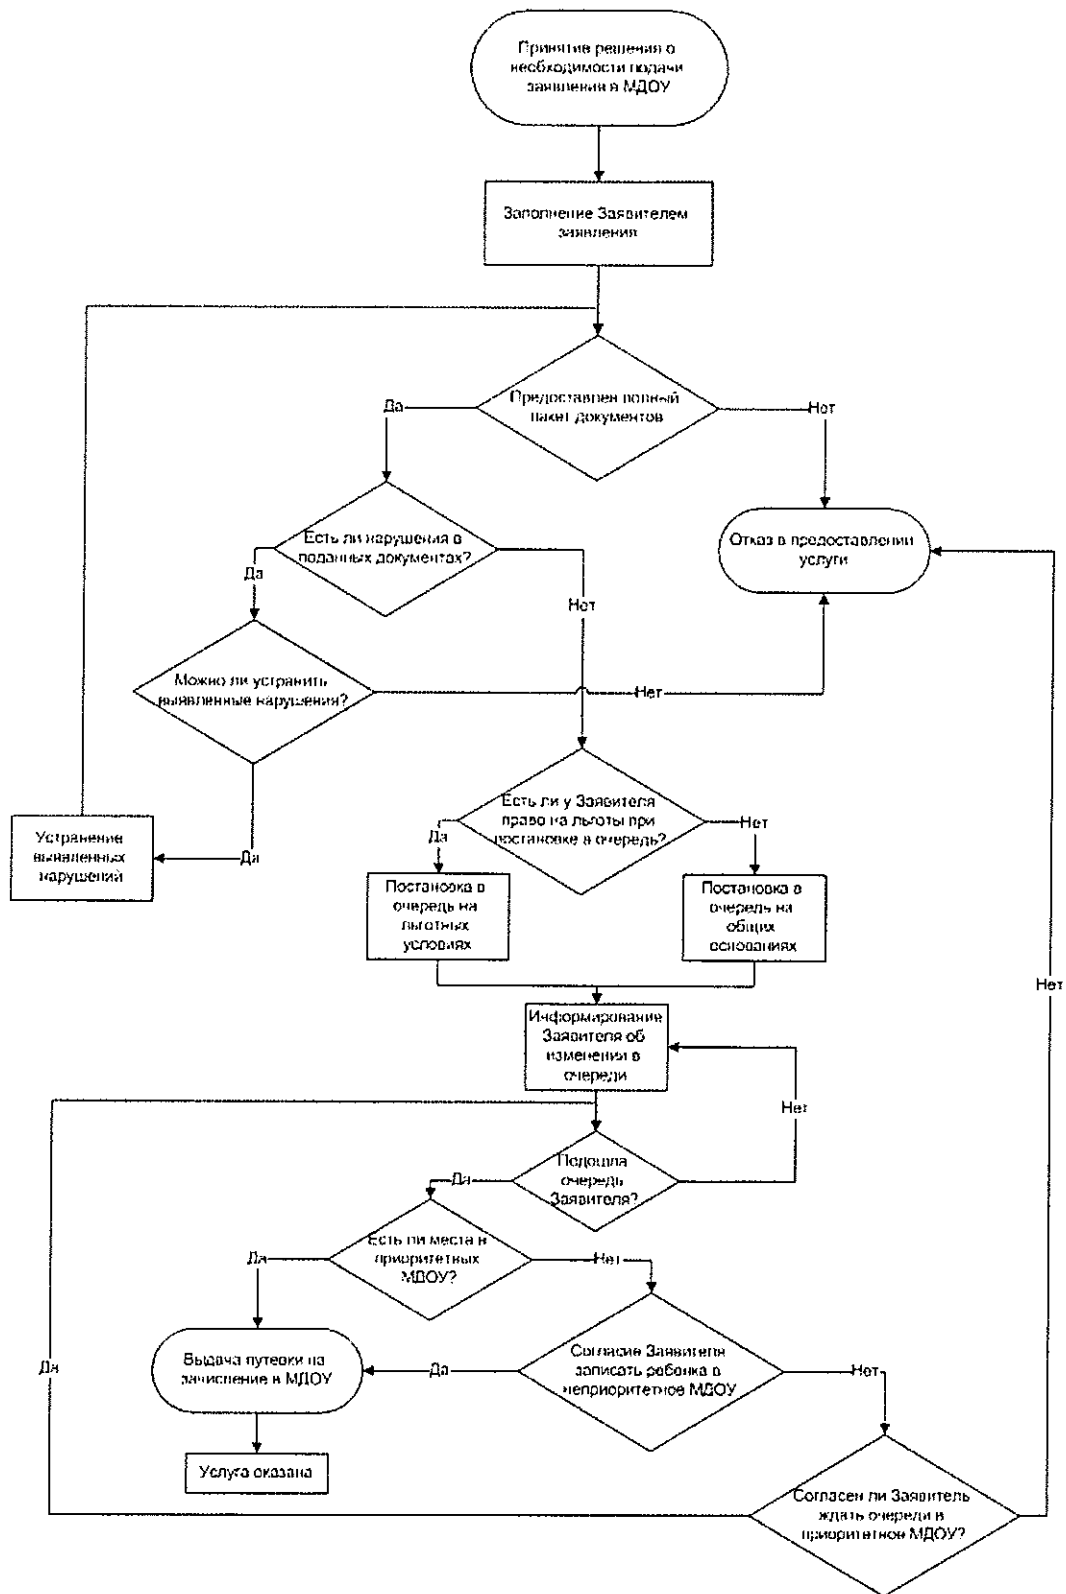 Принятие решения о
необходимости подачи
заявления в МДОУ
Заполнение Заявителем
заявления
Предоставлен полный
пакет документов
Да
Нет
Есть ли нарушения в
поданных документах?
Отказ в предоставлении
услуги
Да
Нет
Можно ли устранить
выявленные нарушения?
Нет
Есть ли у Заявителя
право на льготы при
постановке в очередь?
Да
Нет
Устранение
выявленных
нарушений
Да
Постановка в
очередь на
льготных
условиях
Постановка в
очередь на
общих
основаниях
Нет
Информирование
Заявителя об
изменении в
очереди
Нет
Подошла
очередь
Заявителя?
Да
Есть ли места в
приоритетных
МДОУ?
Да
Нет
Согласие Заявителя
записать ребенка в
неприоритетное МДОУ
Да
Нет
Выдача путевки на
зачисление в МДОУ
Да
Услуга оказана
Согласен ли Заявитель
ждать очереди в
приоритетное МДОУ?